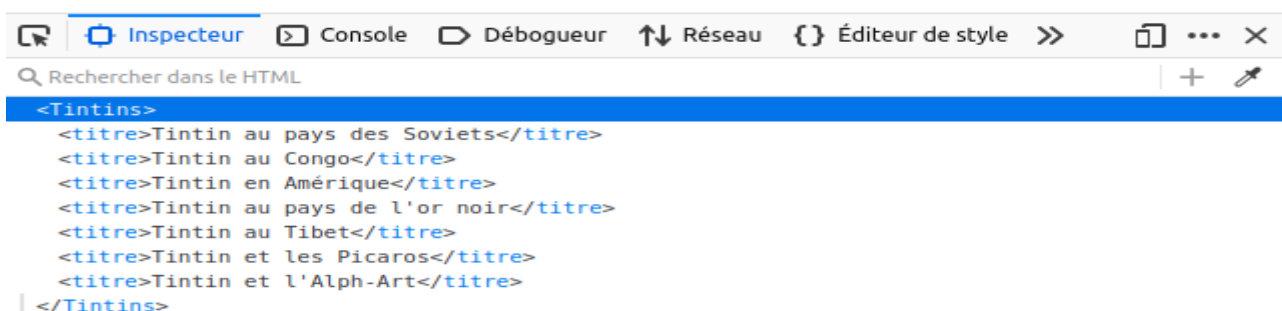 Inspecteur Console Débogueur Réseau {} Éditeur de style
Rechercher dans le HTML
<Tintins>
<titre>Tintin au pays des Soviets</titre>
<titre>Tintin au Congo</titre>
<titre>Tintin en Amérique</titre>
<titre>Tintin au pays de l'or noir</titre>
<titre>Tintin au Tibet</titre>
<titre>Tintin et les Picaros</titre>
<titre>Tintin et l'Alph-Art</titre>
</Tintins>